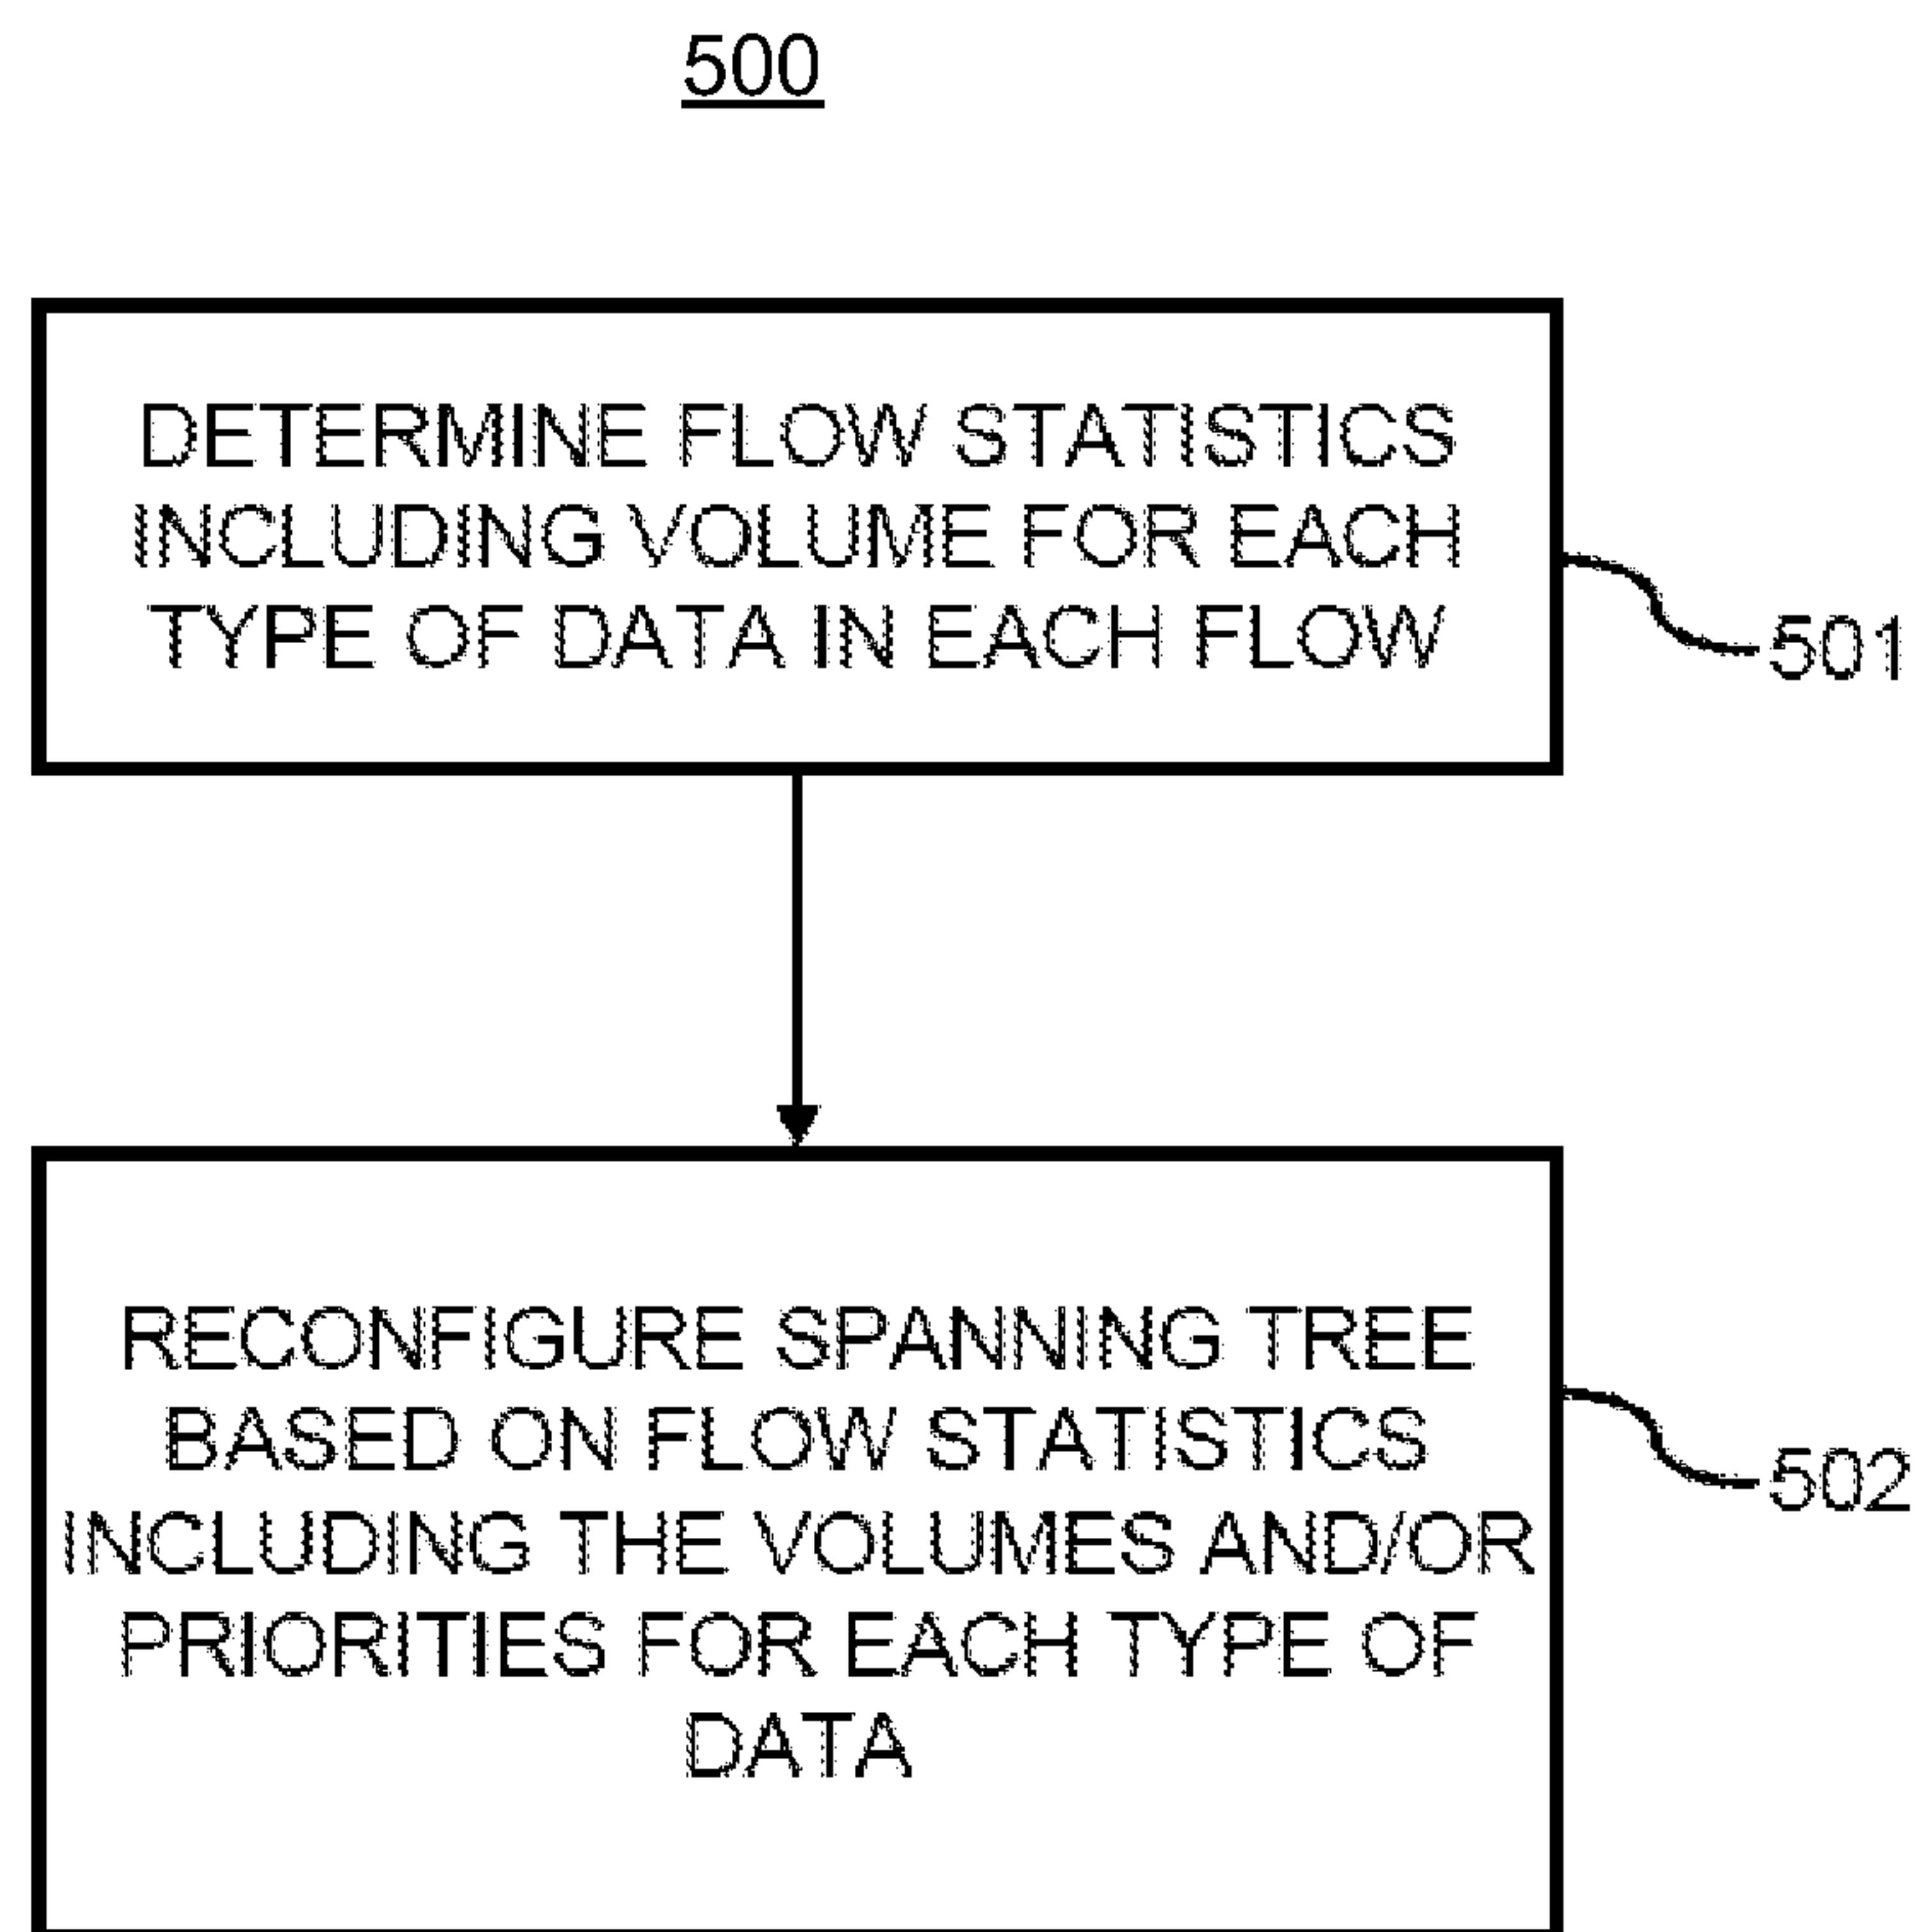 500
DETERMINE FLOW STATISTICS
INCLUDING VOLUME FOR EACH
TYPE OF DATA IN EACH FLOW
501
RECONFIGURE SPANNING TREE
BASED ON FLOW STATISTICS
INCLUDING THE VOLUMES AND/OR
PRIORITIES FOR EACH TYPE OF
DATA
502